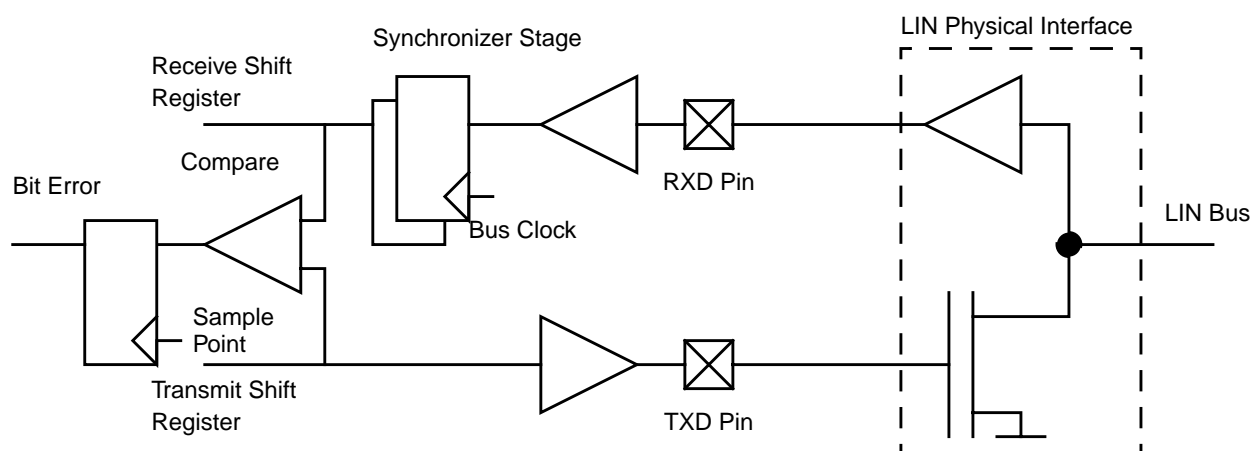 LIN Physical Interface
Synchronizer Stage
Receive Shift
Register
Compare
RXD Pin
Bit Error
LIN Bus
Bus Clock
Sample
Point
Transmit Shift
Register
TXD Pin